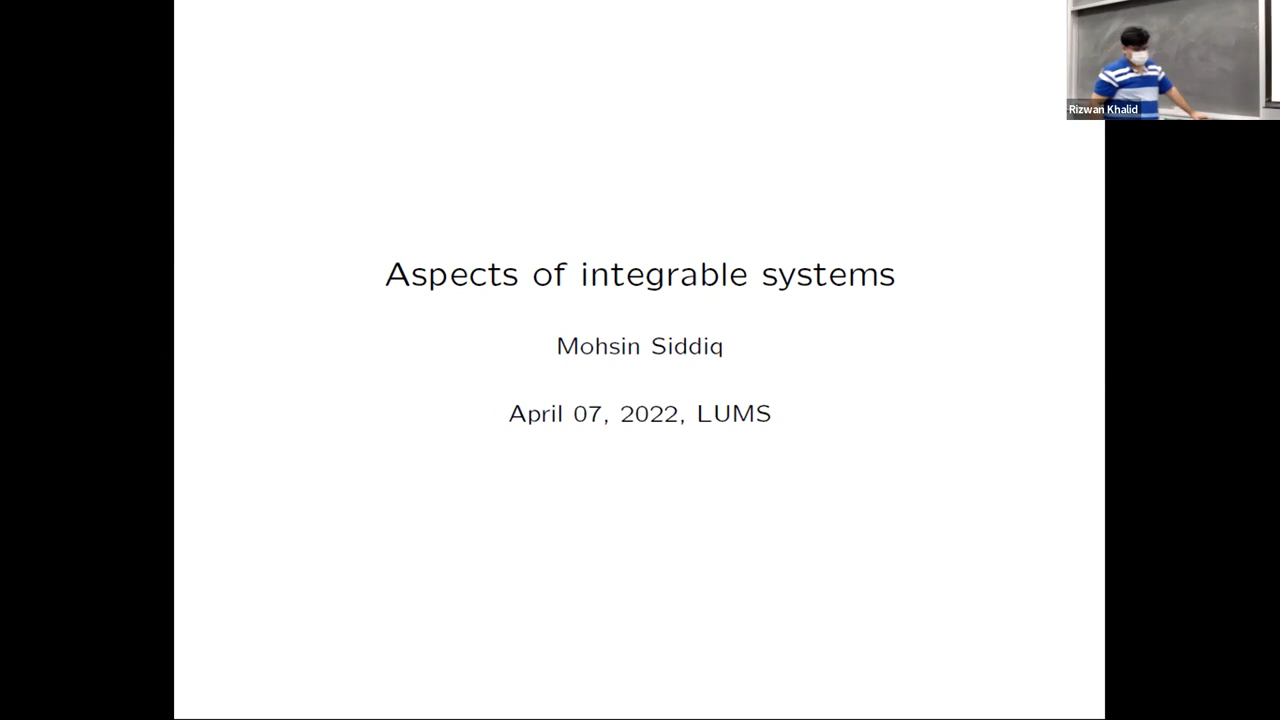 Aspects of integrable systems
Mohsin Siddiq
April 07, 2022, LUMS
Rizwan Khalid